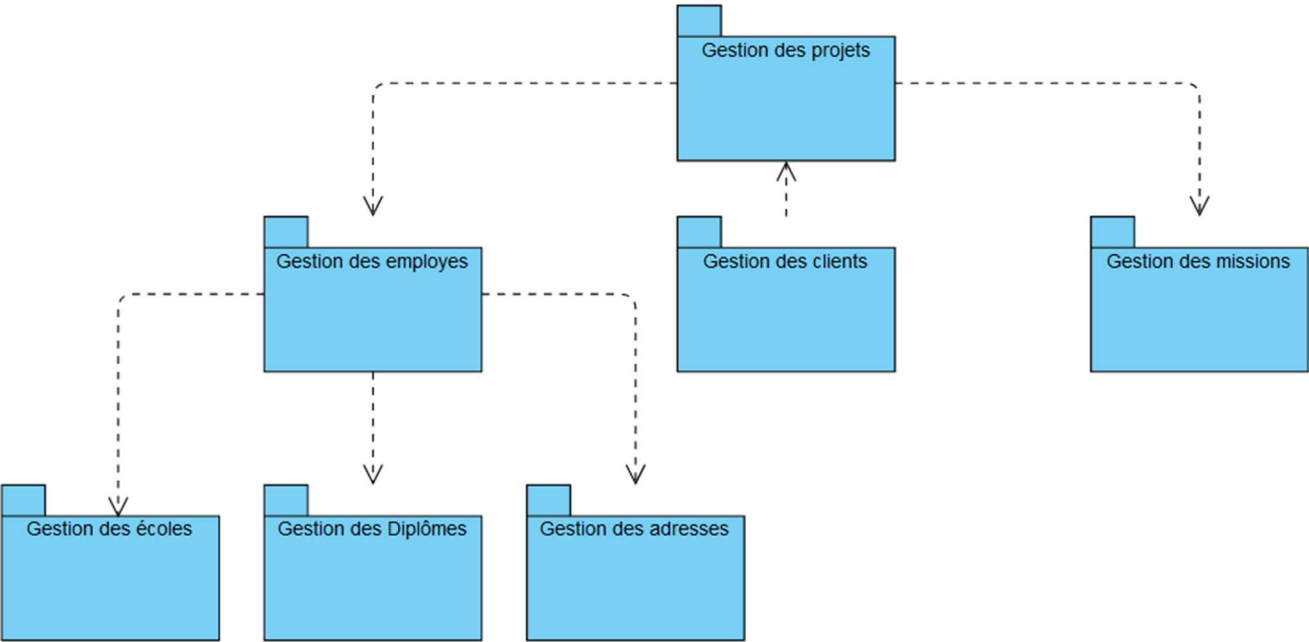 Gestion des projets
Gestion des employes
Gestion des clients
Gestion des missions
Gestion des écoles
Gestion des Diplômes
Gestion des adresses